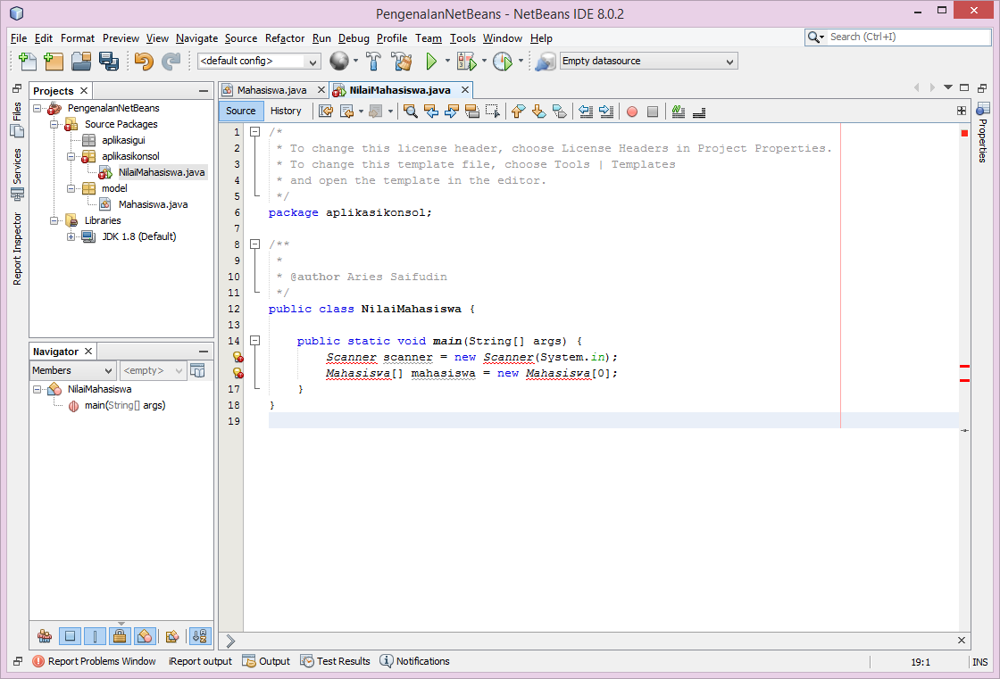 PengenalanNetBeans - NetBeans IDE 8.0.2
File Edit Format Preview View Navigate Source Refactor Run Debug Profile Team Tools Window Help
Search (Ctrl+I)
<default config>
Empty datasource
Projects
Mahasiswa.java
NilaiMahasiswa.java
Source
History
Files
Services
Report Inspector
Properties
PengenalanNetBeans
Source Packages
aplikasigui
aplikasikonsol
NilaiMahasiswa.java
model
Mahasiswa.java
Libraries
JDK 1.8 (Default)
Navigator
Members
<empty>
NilaiMahasiswa
main(String[] args)
1 /*
2 * To change this license header, choose License Headers in Project Properties.
3 * To change this template file, choose Tools | Templates
4 * and open the template in the editor.
5 */
6 package aplikasikonsol;
7
8 /**
9 *
10 * @author Aries Saifudin
11 */
12 public class NilaiMahasiswa {
13
14 public static void main(String[] args) {
Scanner scanner = new Scanner(System.in);
Mahasiswa[] mahasiswa = new Mahasiswa[0];
17 }
18 }
19
Report Problems Window iReport output Output Test Results Notifications
19:1 INS